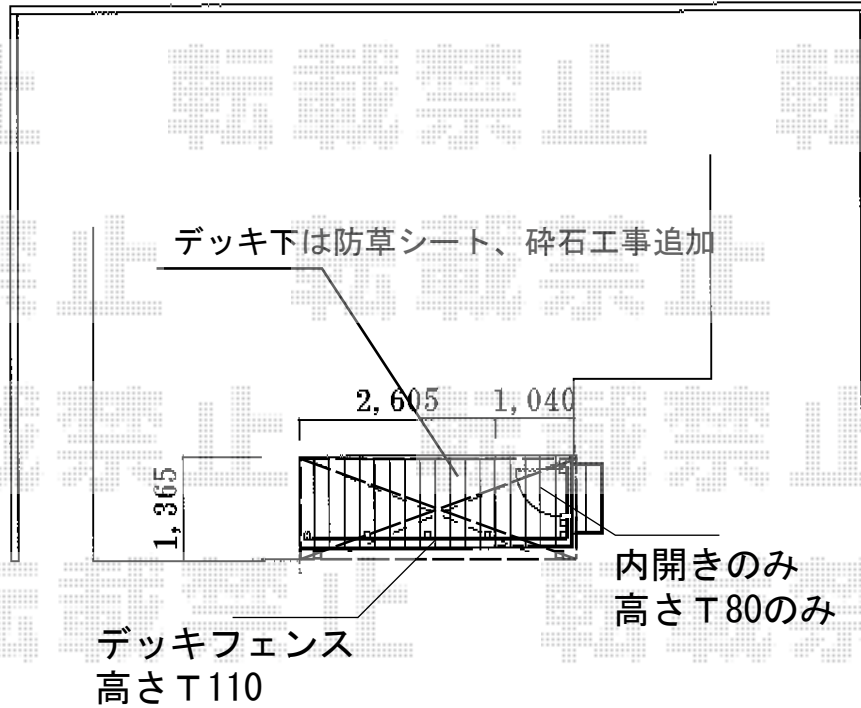 転載禁止
デッキ下は防草シート、砕石工事追加
2,605 1,040
1,365
内開きのみ
高さT80のみ
デッキフェンス
高さT110